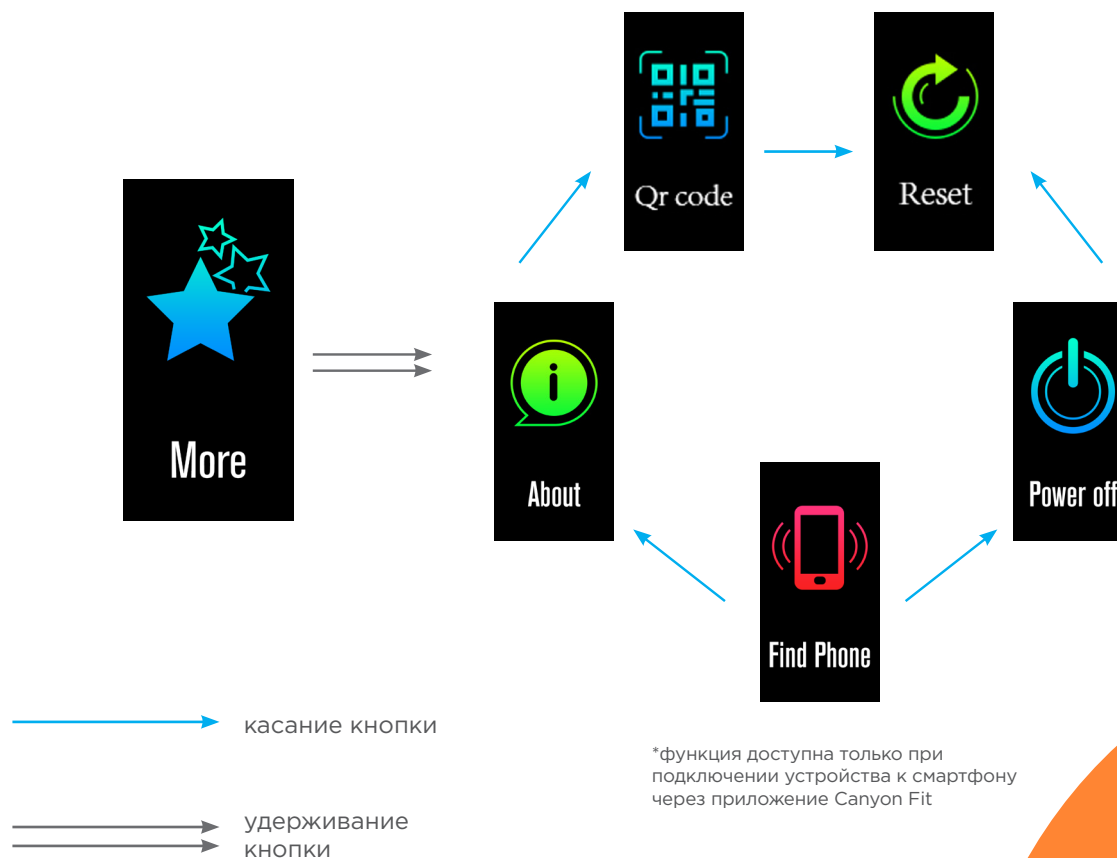 Qr code
Reset
More
About
Power off
Find Phone
касание кнопки
*функция доступна только при
подключении устройства к смартфону
через приложение Canyon Fit
удерживание
кнопки